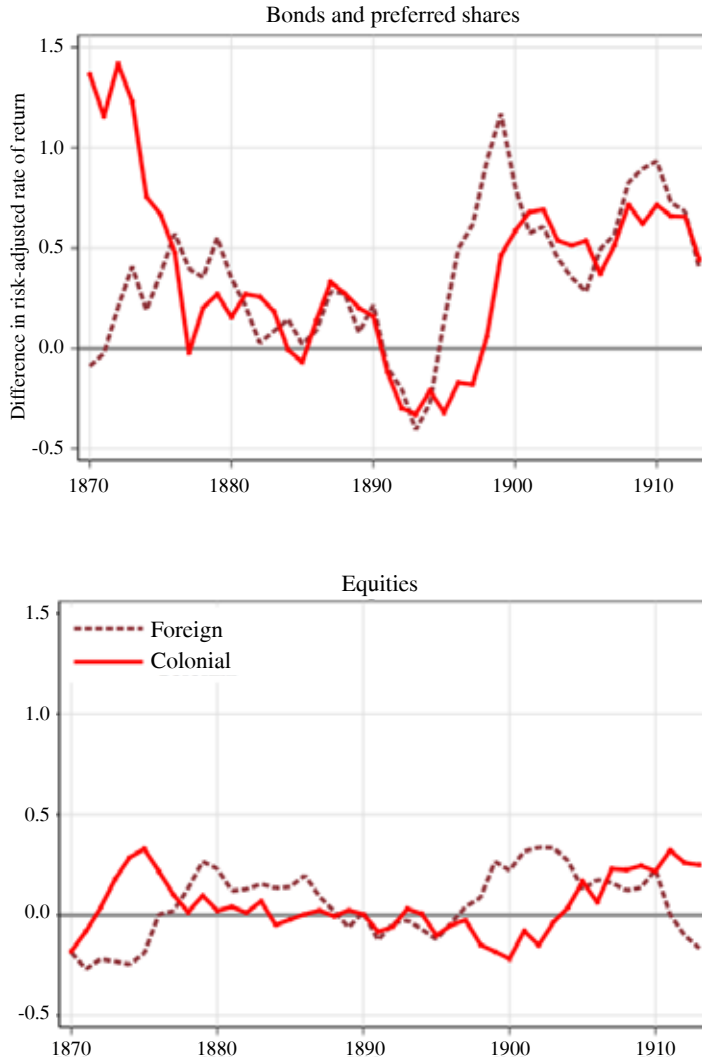 Bonds and preferred shares
Difference in risk-adjusted rate of return
1.5
1.0
0.5
0.0
-0.5
1870 1880 1890 1900 1910
Equities
1.5
Foreign
Colonial
1.0
0.5
0.0
-0.5
1870 1880 1890 1900 1910